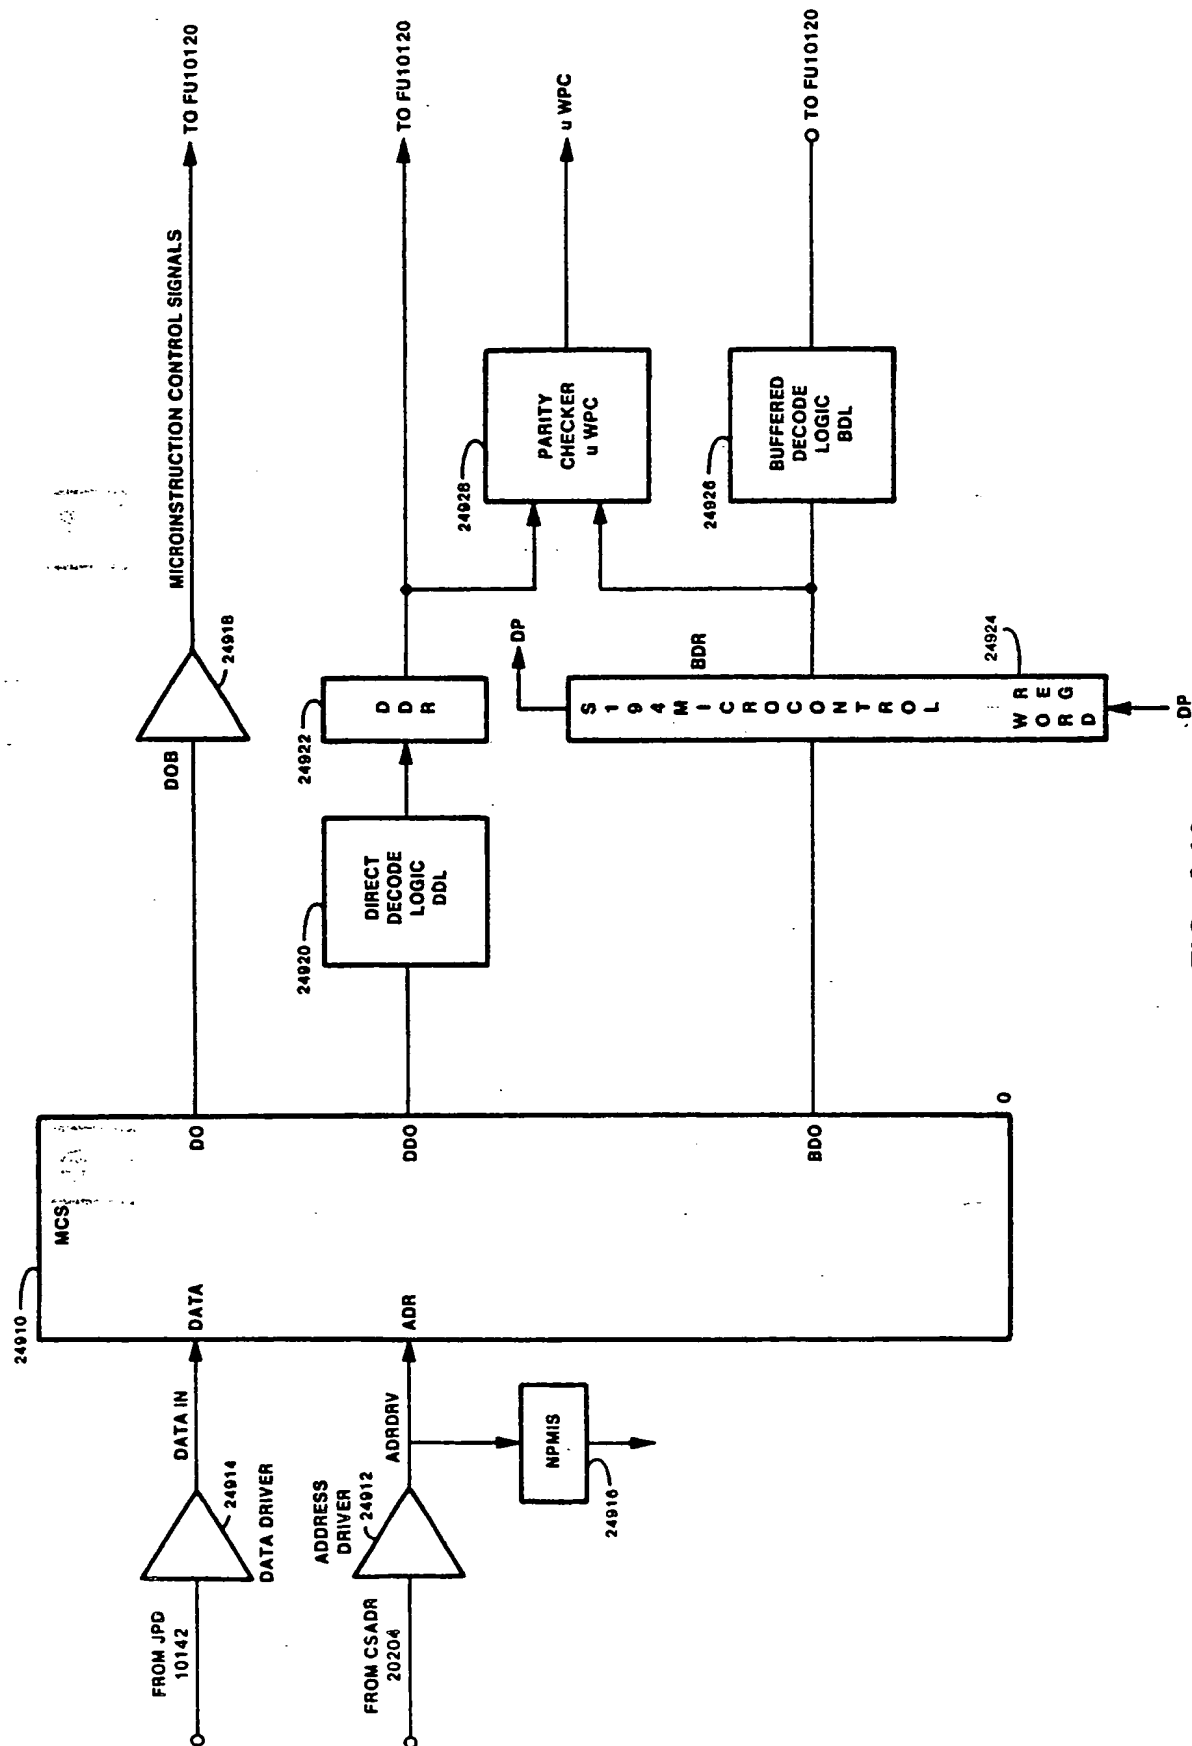 FROM JPD
10142
24914
DATA DRIVER
DATA IN
FROM CSADR
20204
ADDRESS
DRIVER
24912
ADRDRV
NPMIS
24916
24910
MCS
DATA
ADR
DO
DDO
BDO
0
DOB
24918
MICROINSTRUCTION CONTROL SIGNALS
TO FU10120
24920
DIRECT
DECODE
LOGIC
DDL
24922
DDR
TO FU10120
DP
BDR
S194 MICROCONTROL
WORD
REG
24924
DP
24928
PARITY
CHECKER
u WPC
u WPC
24926
BUFFERED
DECODE
LOGIC
BDL
TO FU10120